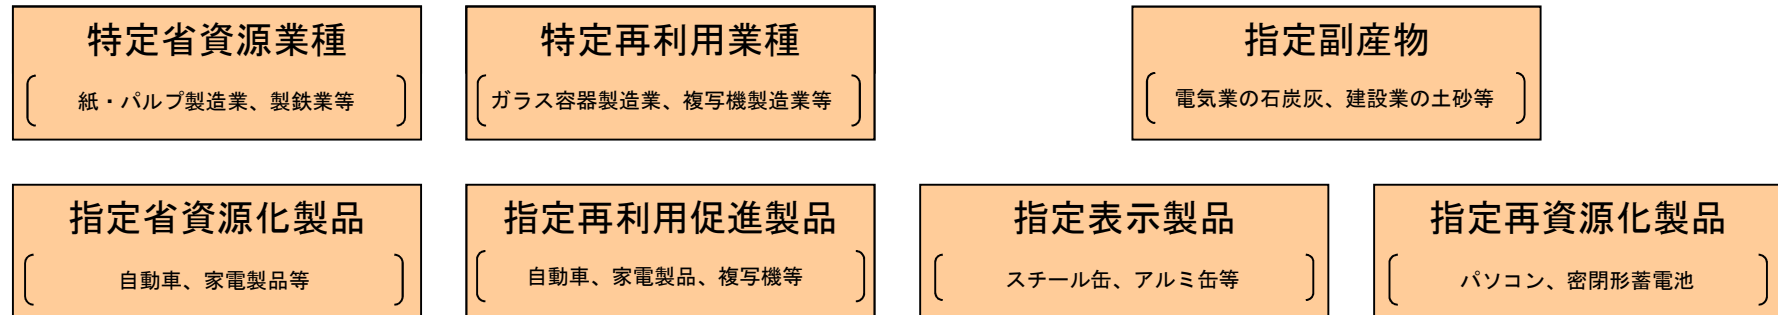 特定省資源業種
紙・パルプ製造業、製鉄業等
特定再利用業種
ガラス容器製造業、複写機製造業等
指定副産物
電気業の石炭灰、建設業の土砂等
指定省資源化製品
自動車、家電製品等
指定再利用促進製品
自動車、家電製品、複写機等
指定表示製品
スチール缶、アルミ缶等
指定再資源化製品
パソコン、密閉形蓄電池